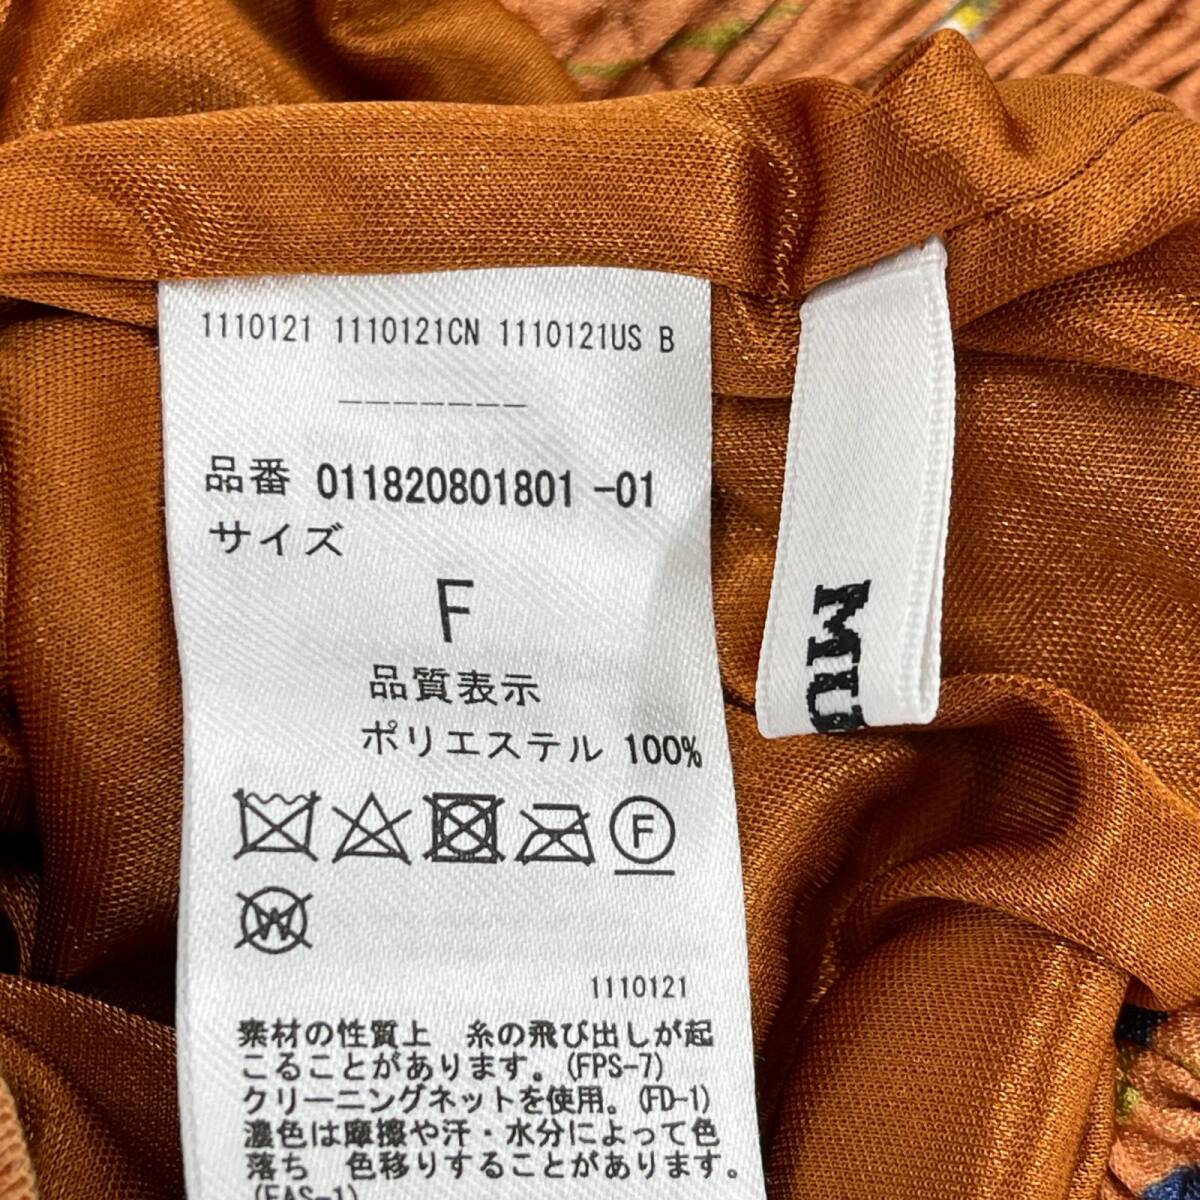 1110121 1110121CN 1110121US B
-------
品番 011820801801 -01
サイズ
F
品質表示
ポリエステル 100%
F
W
1110121
素材の性質上 糸の飛び出しが起
こることがあります。(FPS-7)
クリーニングネットを使用。(FD-1)
濃色は摩擦や汗・水分によって色
落ち 色移りすることがあります。
(FAS-1)
MU